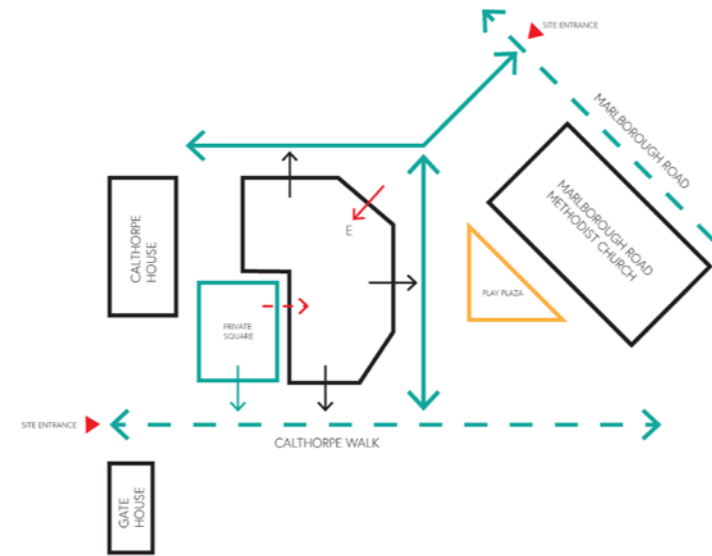 SITE ENTRANCE
MARLBOROUGH ROAD
MARLBOROUGH ROAD
METHODIST CHURCH
CALTHORPE
HOUSE
E
PLAY PLAZA
PRIVATE
SQUARE
SITE ENTRANCE
CALTHORPE WALK
GATE
HOUSE